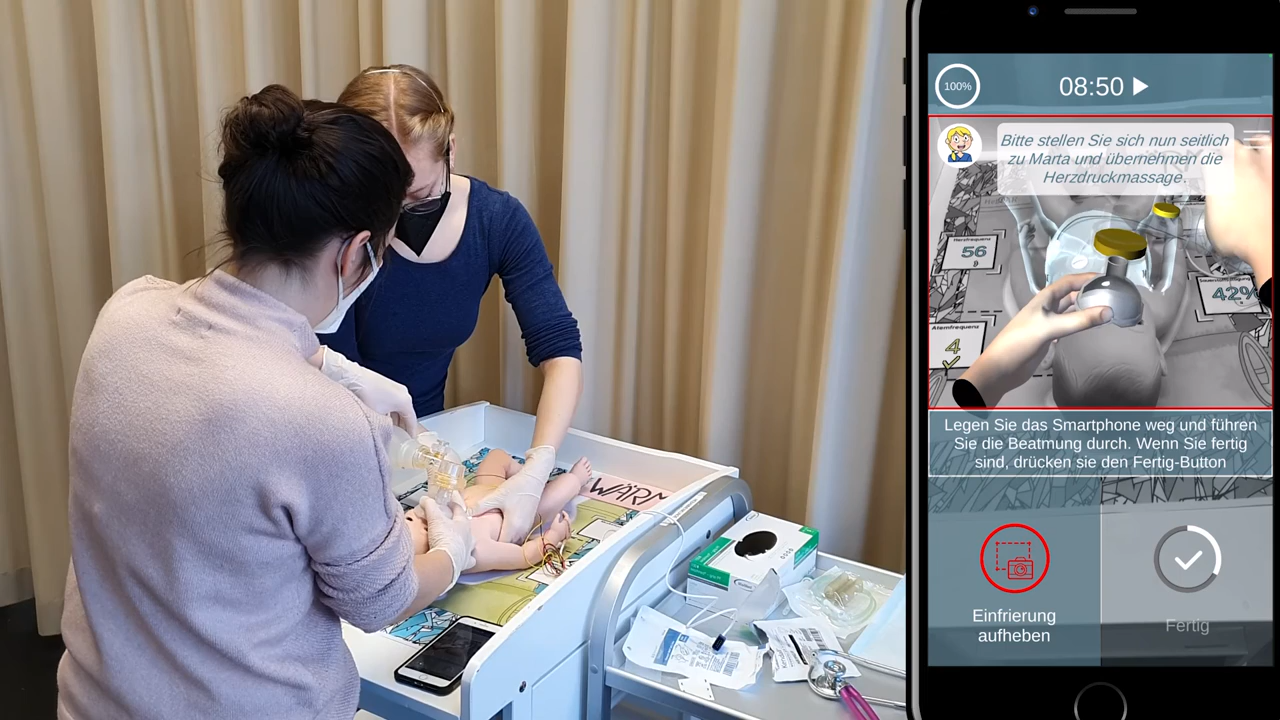 100%
08:50
Bitte stellen Sie sich nun seitlich
zu Marta und übernehmen die
Herzdruckmassage.
Herzfrequenz
56
42%
Atemfrequenz
4
Legen Sie das Smartphone weg und führen
Sie die Beatmung durch. Wenn Sie fertig
sind, drücken sie den Fertig-Button
Einfrierung
aufheben
Fertig
WÄRM